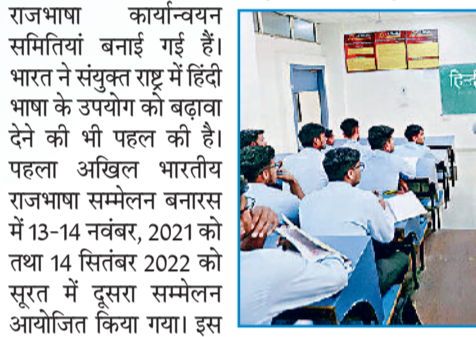 राजभाषा कार्यान्वयन
समितियां बनाई गई हैं।
भारत ने संयुक्त राष्ट्र में हिंदी
भाषा के उपयोग को बढ़ावा
देने की भी पहल की है।
पहला अखिल भारतीय
राजभाषा सम्मेलन बनारस
में 13-14 नवंबर, 2021 को
तथा 14 सितंबर 2022 को
सूरत में दूसरा सम्मेलन
आयोजित किया गया। इस
हिन्दी